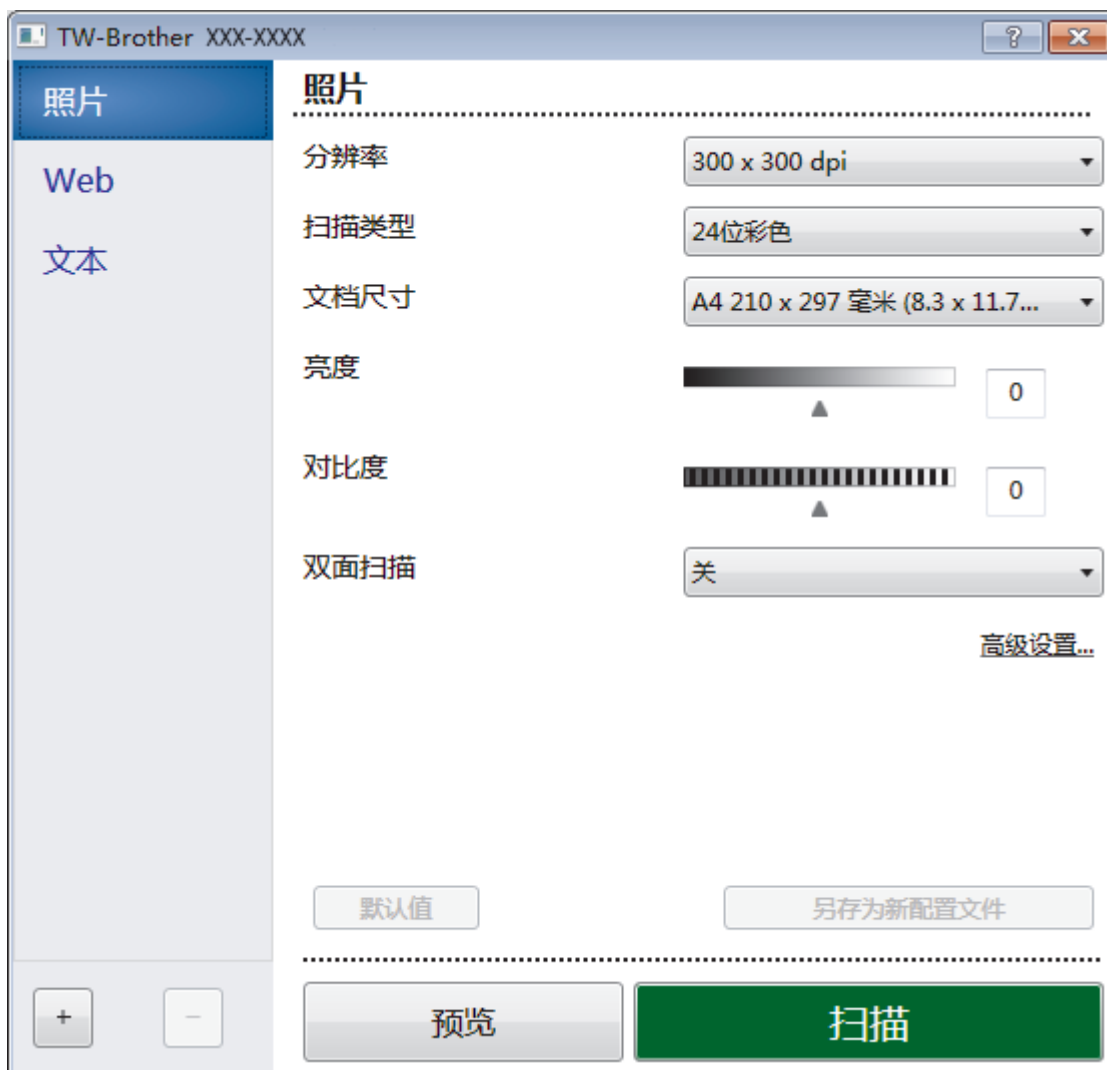 TW-Brother XXX-XXXX
照片
Web
文本
照片
分辨率 300 x 300 dpi
扫描类型 24位彩色
文档尺寸 A4 210 x 297 毫米 (8.3 x 11.7...
亮度 0
对比度 0
双面扫描 关
高级设置...
默认值 另存为新配置文件
+ − 预览 扫描